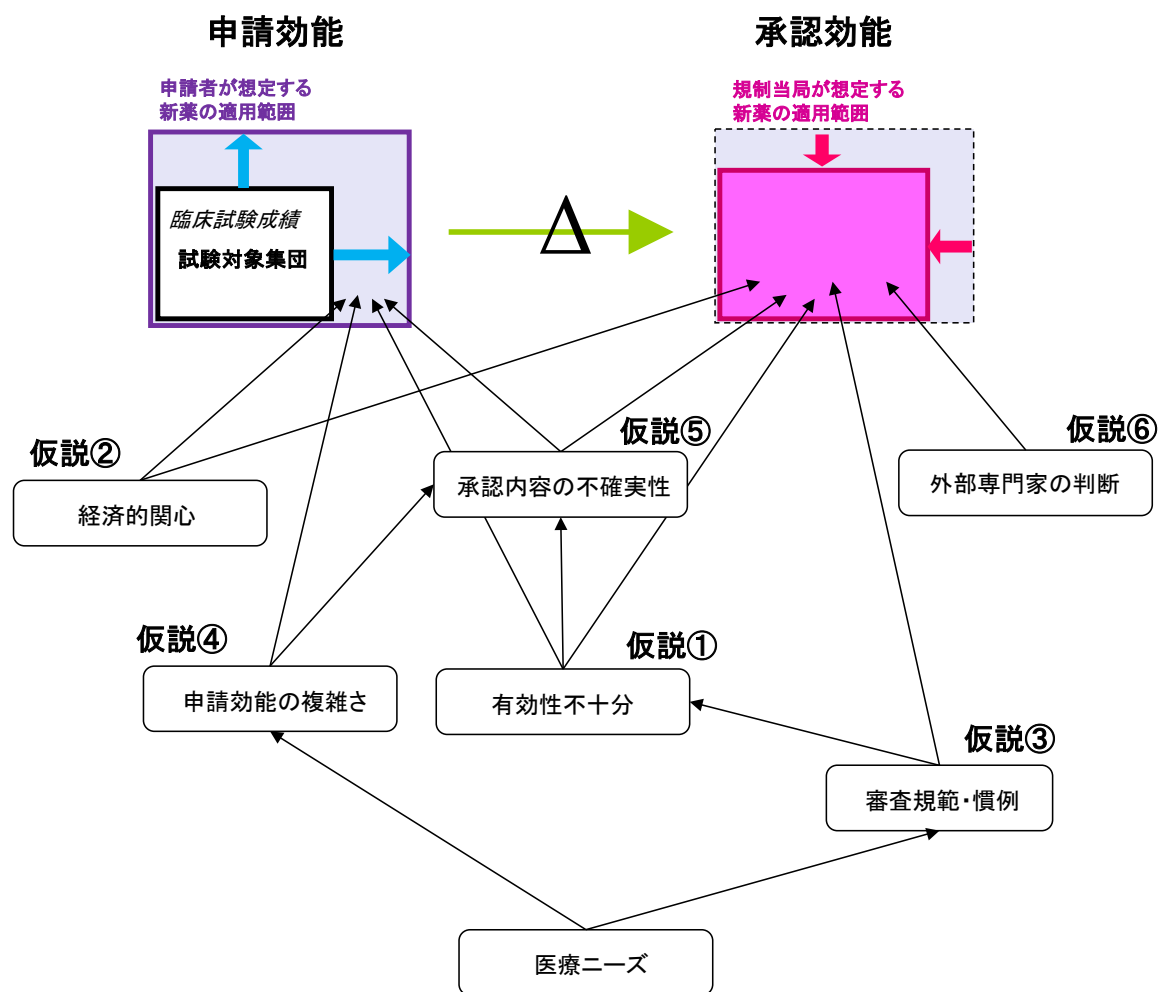 申請効能
承認効能
申請者が想定する
新薬の適用範囲
規制当局が想定する
新薬の適用範囲
臨床試験成績
試験対象集団
Δ
仮説②
経済的関心
仮説⑤
承認内容の不確実性
仮説⑥
外部専門家の判断
仮説④
申請効能の複雑さ
仮説①
有効性不十分
仮説③
審査規範・慣例
医療ニーズ